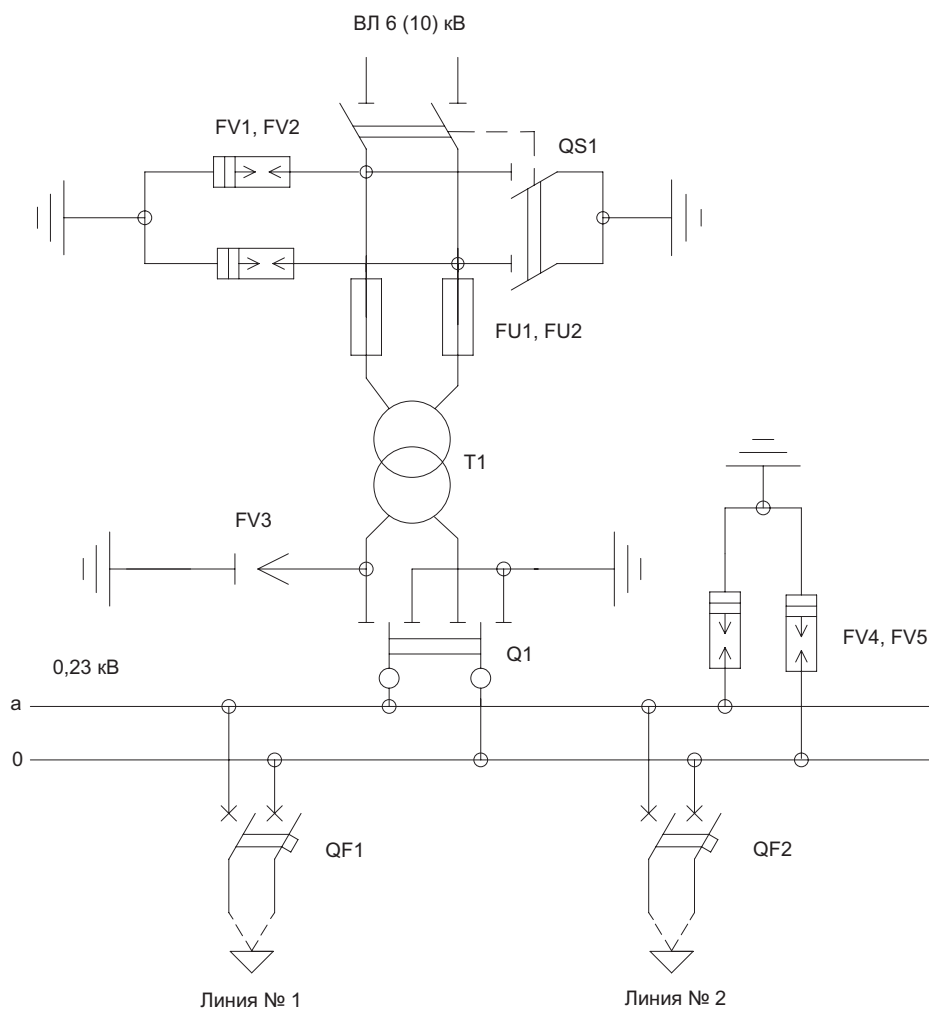 ВЛ 6 (10) кВ
FV1, FV2
QS1
FU1, FU2
T1
FV3
Q1
FV4, FV5
0,23 кВ
a
0
QF1
QF2
Линия № 1
Линия № 2